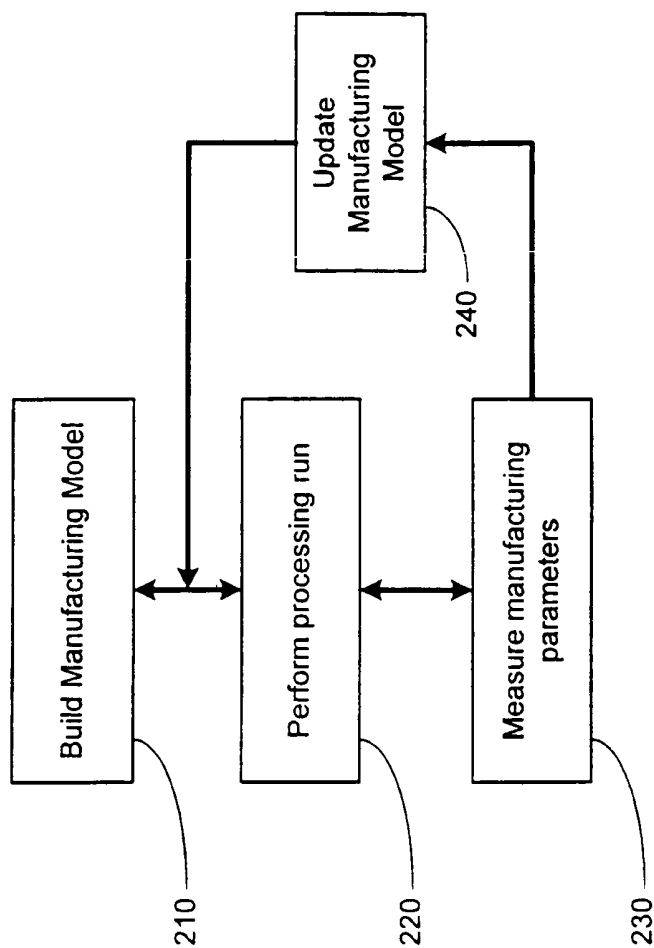 Build Manufacturing Model
210
Perform processing run
220
Measure manufacturing
parameters
230
Update
Manufacturing
Model
240